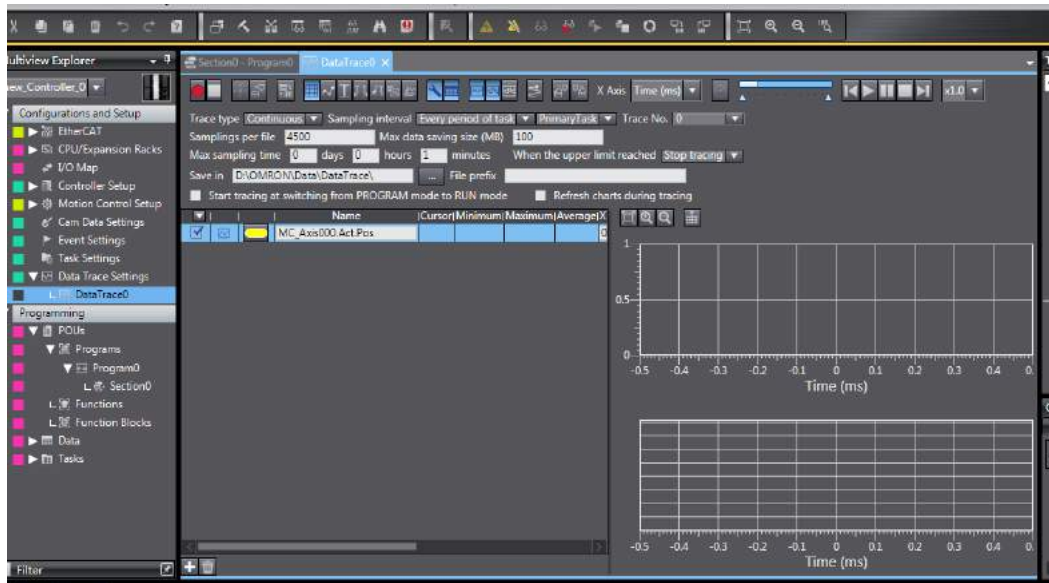 Multiview Explorer
new_Controller_0
Configurations and Setup
EtherCAT
CPU/Expansion Racks
I/O Map
Controller Setup
Motion Control Setup
Cam Data Settings
Event Settings
Task Settings
Data Trace Settings
DataTrace0
Programming
POUs
Programs
Program0
Section0
Functions
Function Blocks
Data
Tasks
Filter
Section0 - Program0 DataTrace0
X Axis Time (ms) x1.0
Trace type Continuous Sampling interval Every period of task PrimaryTask Trace No. 0
Samplings per file 4500 Max data saving size (MB) 100
Max sampling time 0 days 0 hours 1 minutes When the upper limit reached Stop tracing
Save in D:\OMRON\Data\DataTrace\ ... File prefix
Start tracing at switching from PROGRAM mode to RUN mode Refresh charts during tracing
Name Cursor Minimum Maximum Average X
MC_Axis000.Act.Pos 0
1
0.5
0
-0.5 -0.4 -0.3 -0.2 -0.1 0 0.1 0.2 0.3 0.4 0.
Time (ms)
-0.5 -0.4 -0.3 -0.2 -0.1 0 0.1 0.2 0.3 0.4 0.
Time (ms)